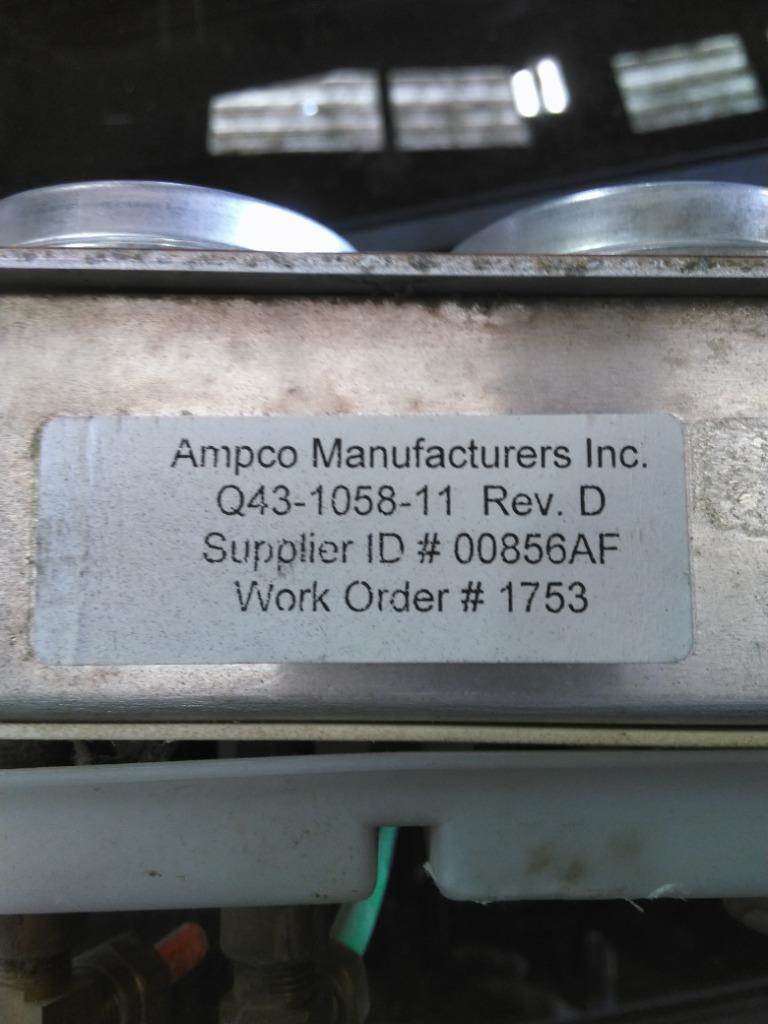 Ampco Manufacturers Inc.
Q43-1058-11 Rev. D
Supplier ID # 00856AF
Work Order # 1753